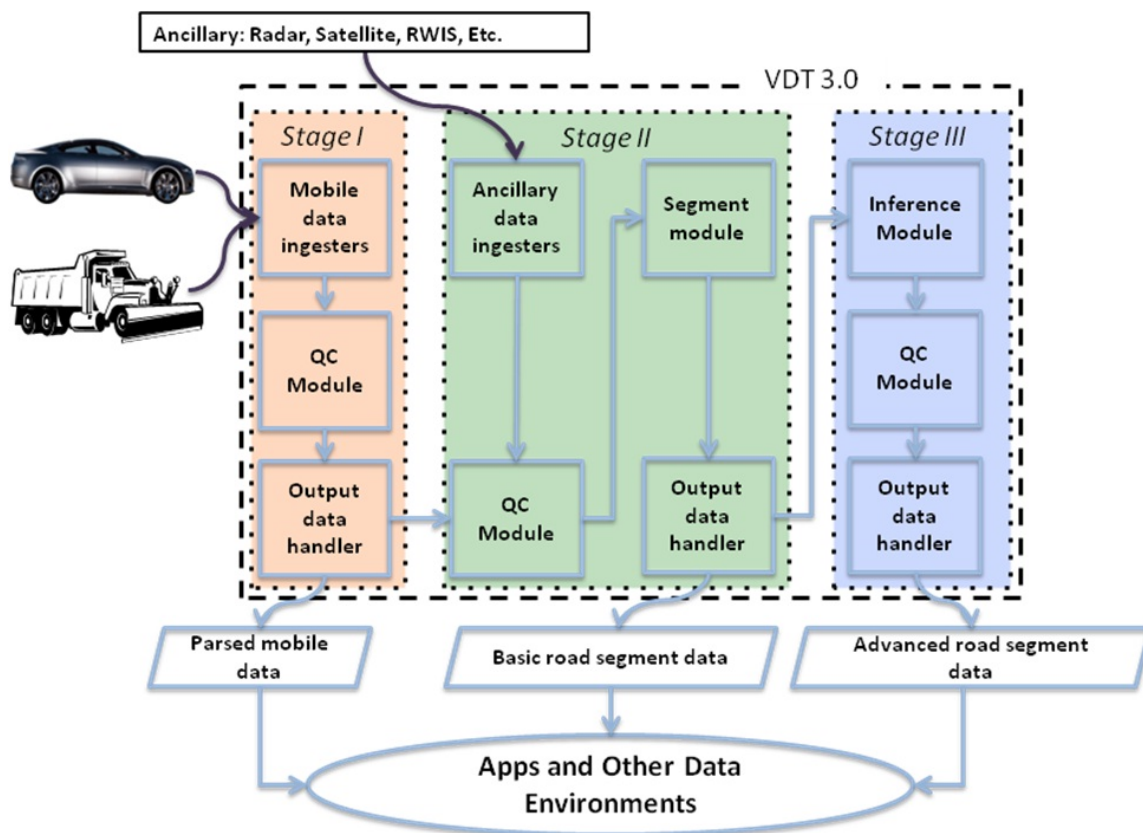 Ancillary: Radar, Satellite, RWIS, Etc.
VDT 3.0
Stage I
Mobile
data
ingesters
QC
Module
Output
data
handler
Stage II
Ancillary
data
ingesters
QC
Module
Segment
module
Output
data
handler
Stage III
Inference
Module
QC
Module
Output
data
handler
Parsed mobile
data
Basic road segment data
Advanced road segment
data
Apps and Other Data
Environments